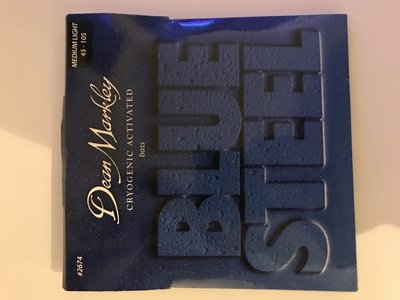 MEDIUM LIGHT
45 - 105
Dean Markley
CRYOGENIC ACTIVATED
bass
#2674
BLUE
STEEL